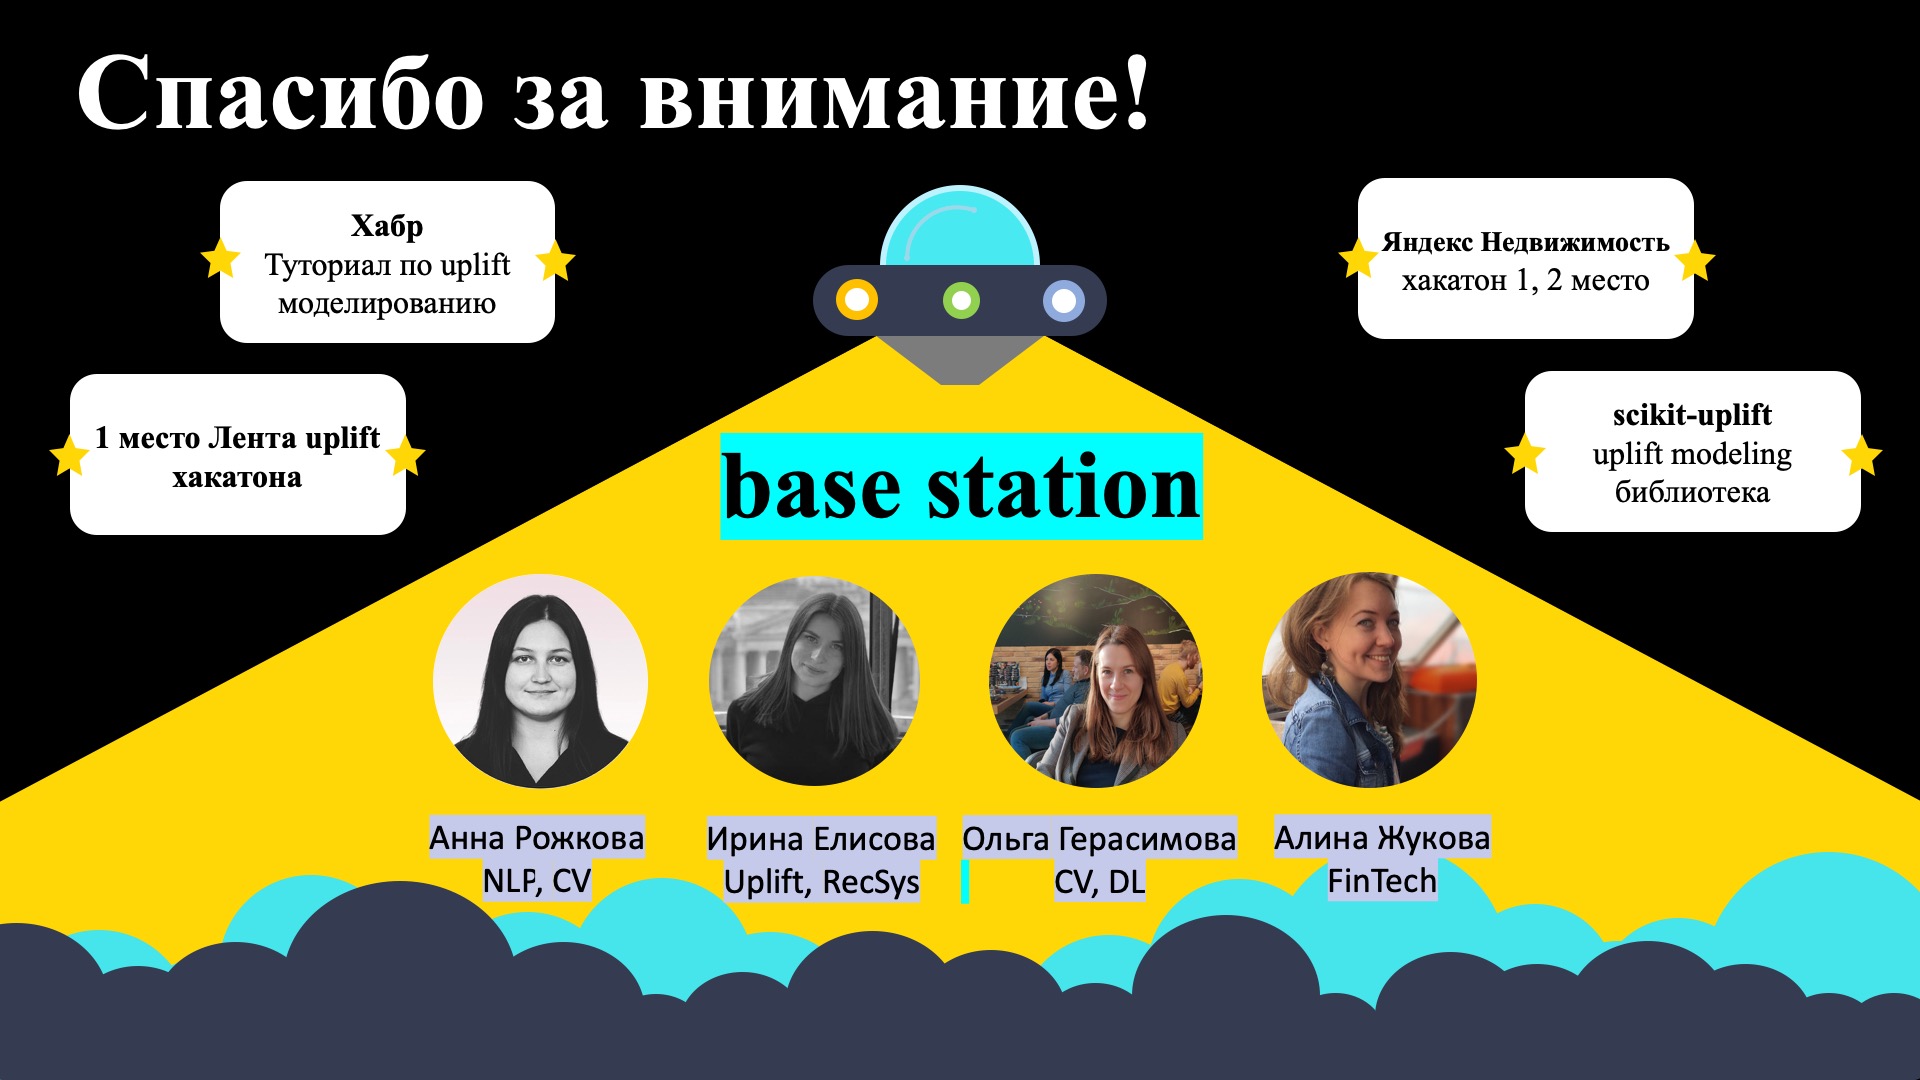 Спасибо за внимание!
Хабр
Туториал по uplift
моделированию
Яндекс Недвижимость
хакатон 1, 2 место
1 место Лента uplift
хакатона
scikit-uplift
uplift modeling
библиотека
base station
Анна Рожкова
NLP, CV
Ирина Елисова
Uplift, RecSys
Ольга Герасимова
CV, DL
Алина Жукова
FinTech